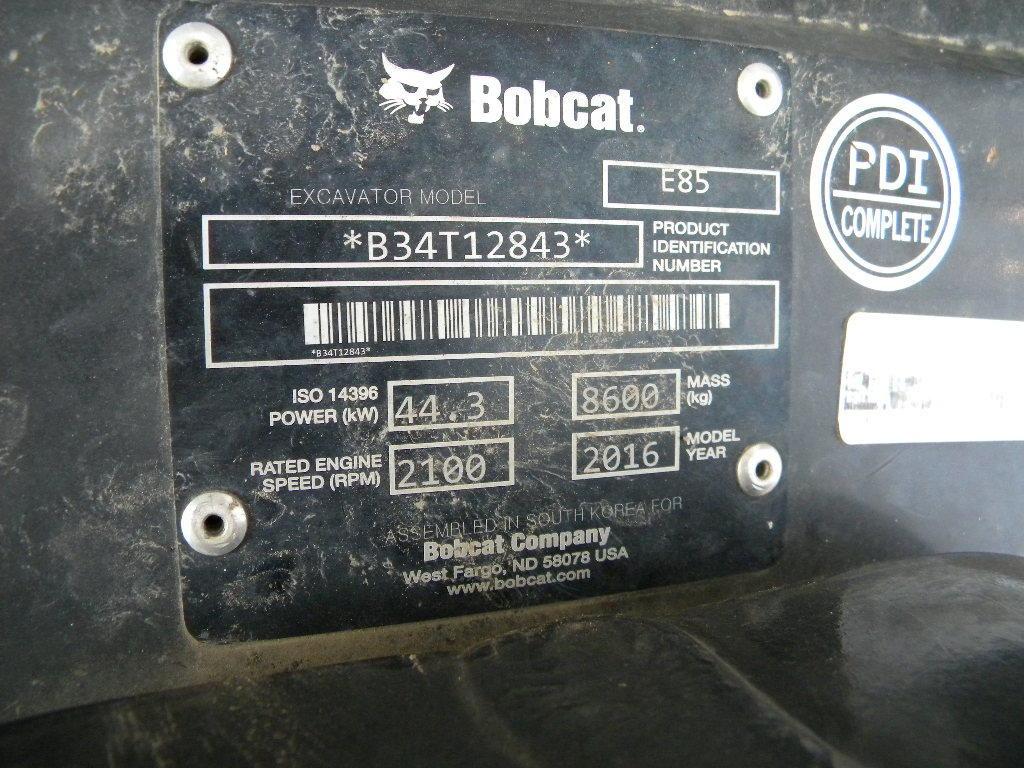 Bobcat.
EXCAVATOR MODEL E85
*B34T12843* PRODUCT IDENTIFICATION NUMBER
*B34T12843*
ISO 14396 POWER (kW) 44.3 8600 MASS (kg)
RATED ENGINE SPEED (RPM) 2100 2016 MODEL YEAR
ASSEMBLED IN SOUTH KOREA FOR
Bobcat Company
West Fargo, ND 58078 USA
www.bobcat.com
PDI
COMPLETE